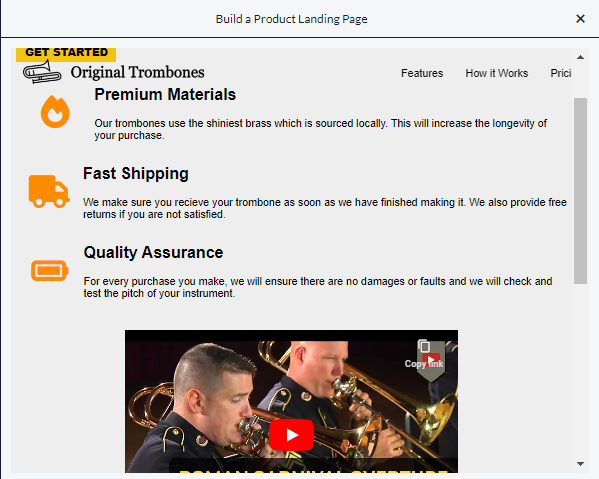 Build a Product Landing Page
GET STARTED
Original Trombones
Features
How it Works
Prici
Premium Materials
Our trombones use the shiniest brass which is sourced locally. This will increase the longevity of
your purchase.
Fast Shipping
We make sure you recieve your trombone as soon as we have finished making it. We also provide free
returns if you are not satisfied.
Quality Assurance
For every purchase you make, we will ensure there are no damages or faults and we will check and
test the pitch of your instrument.
Copy link
ROMAN CARNIVAL OVERTURE